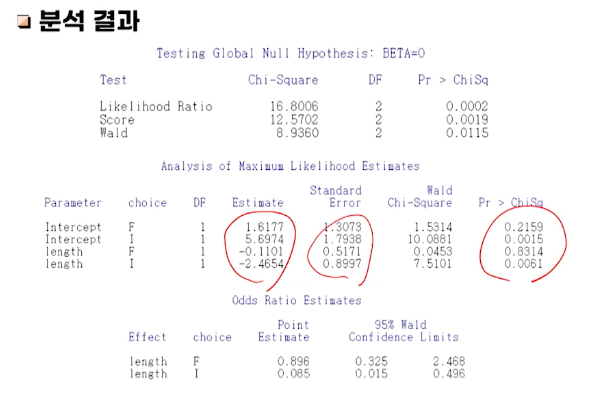 분석 결과
Testing Global Null Hypothesis: BETA=0
Test Chi-Square DF Pr > ChiSq
Likelihood Ratio 16.8006 2 0.0002
Score 12.5702 2 0.0019
Wald 8.9360 2 0.0115
Analysis of Maximum Likelihood Estimates
Standard Wald
Parameter choice DF Estimate Error Chi-Square Pr > ChiSq
Intercept F 1 1.6177 1.3073 1.5314 0.2159
Intercept I 1 5.6974 1.7938 10.0881 0.0015
length F 1 -0.1101 0.5171 0.0453 0.8314
length I 1 -2.4654 0.8997 7.5101 0.0061
Odds Ratio Estimates
Point 95% Wald
Effect choice Estimate Confidence Limits
length F 0.896 0.325 2.468
length I 0.085 0.015 0.496